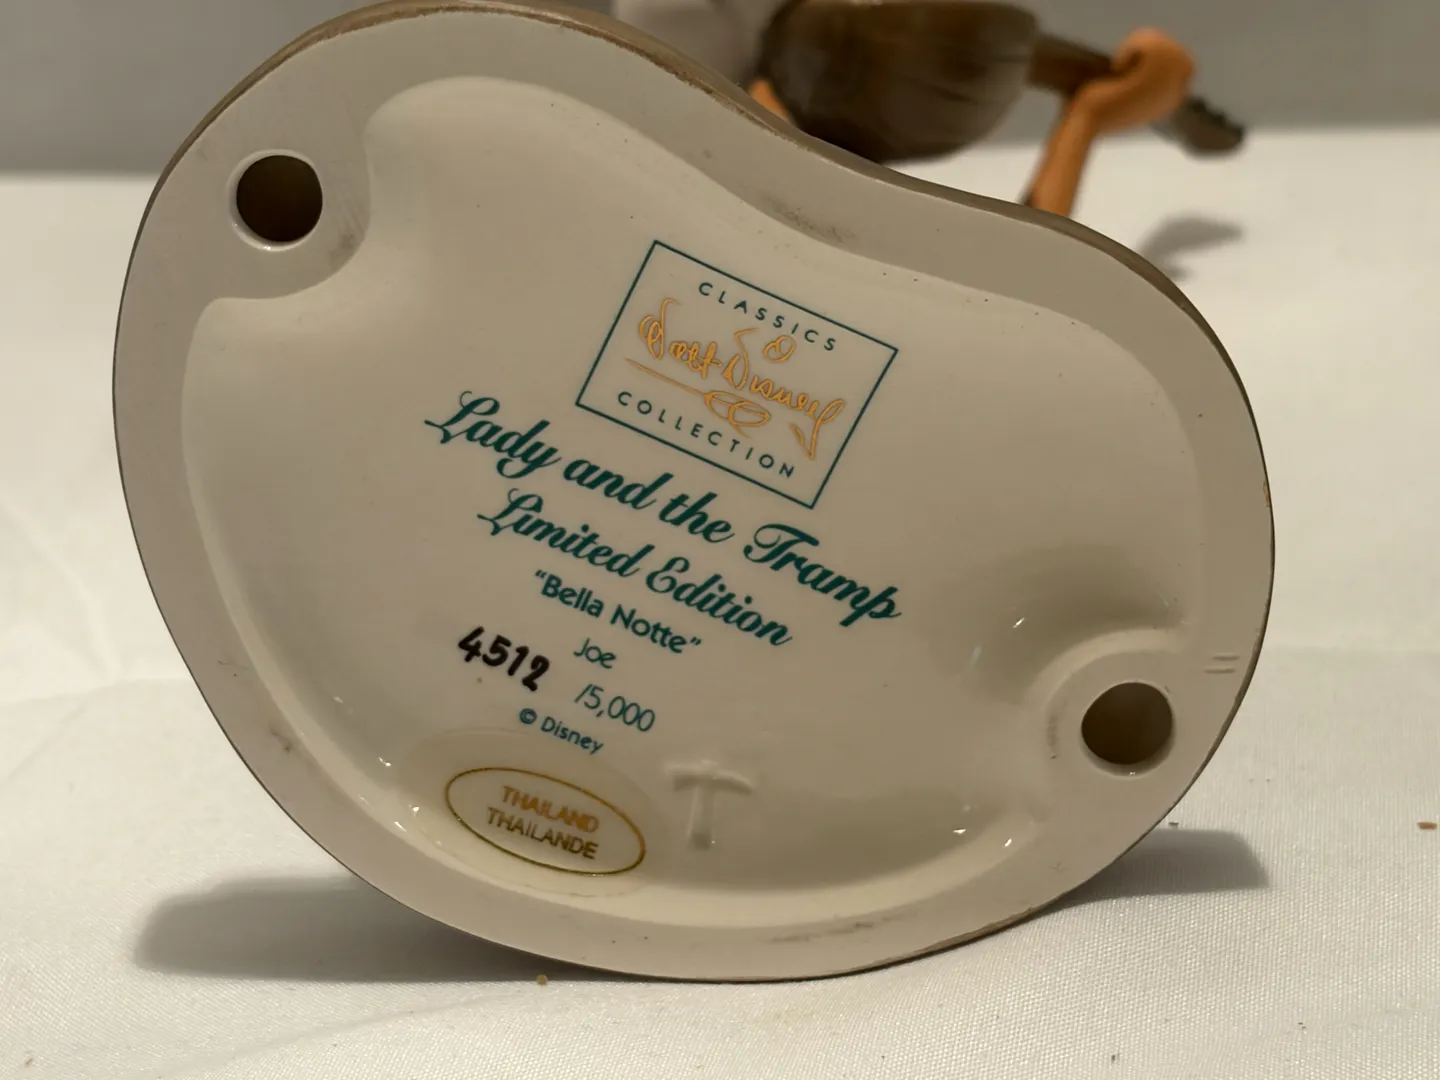 CLASSICS
Walt Disney
COLLECTION
Lady and the Tramp
Limited Edition
"Bella Notte"
Joe
4512 /5,000
© Disney
THAILAND
THAILANDE